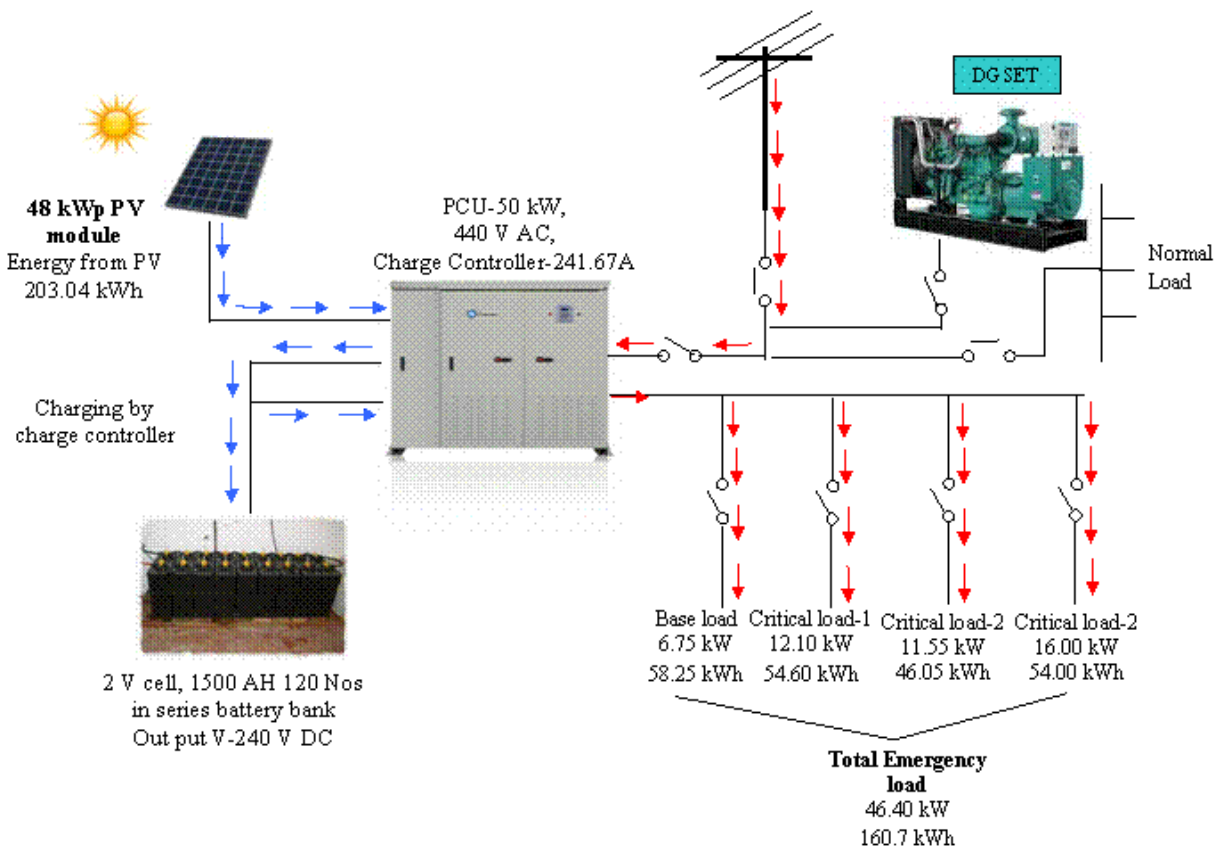 DG SET
48 kWp PV
module
Energy from PV
203.04 kWh
PCU-50 kW,
440 V AC,
Charge Controller-241.67A
Normal
Load
Charging by
charge controller
2 V cell, 1500 AH 120 Nos
in series battery bank
Out put V-240 V DC
Base load
6.75 kW
58.25 kWh
Critical load-1
12.10 kW
54.60 kWh
Critical load-2
11.55 kW
46.05 kWh
Critical load-2
16.00 kW
54.00 kWh
Total Emergency
load
46.40 kW
160.7 kWh